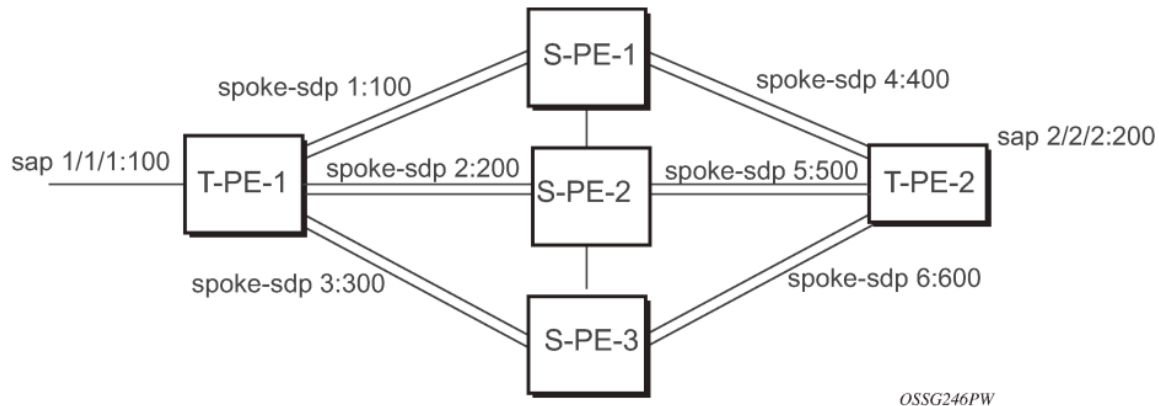 S-PE-1
spoke-sdp 1:100
spoke-sdp 4:400
sap 1/1/1:100
sap 2/2/2:200
T-PE-1
spoke-sdp 2:200
S-PE-2
spoke-sdp 5:500
T-PE-2
spoke-sdp 3:300
spoke-sdp 6:600
S-PE-3
OSSG246PW